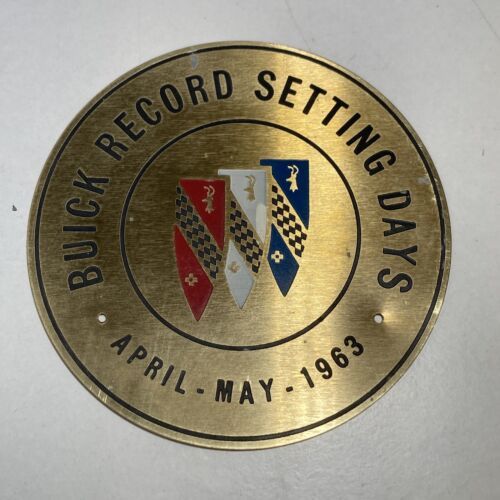 BUICK RECORD SETTING DAYS
APRIL - MAY - 1963